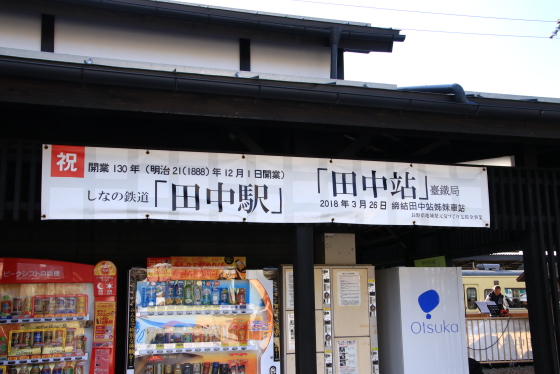 祝
開業130年 (明治21(1888)年12月1日開業)
しなの鉄道「田中駅」
「田中站」臺鐵局
2018年3月26日 締結田中站姊妹車站
Otsuka